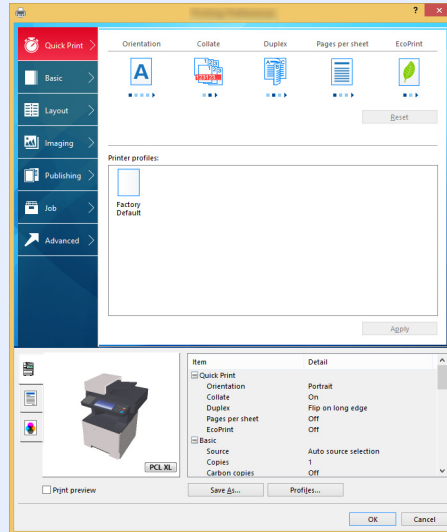 ?
Quick Print
Orientation Collate Duplex Pages per sheet EcoPrint
Basic
A
123123
Layout
Reset
Imaging
Printer profiles:
Publishing
Factory
Default
Job
Advanced
Apply
Item Detail
Quick Print
Orientation Portrait
Collate On
Duplex Flip on long edge
Pages per sheet Off
EcoPrint Off
Basic
Source Auto source selection
Copies 1
Carbon copies Off
PCL XL
Print preview
Save As... Profiles...
OK Cancel